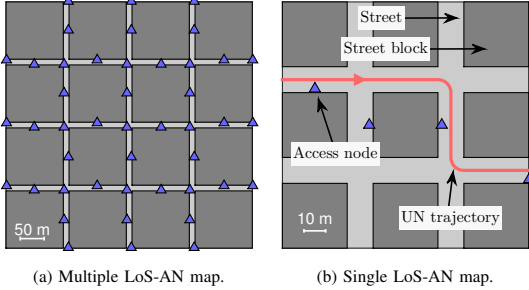 Street
Street block
Access node
UN trajectory
50 m
10 m
(a) Multiple LoS-AN map.
(b) Single LoS-AN map.